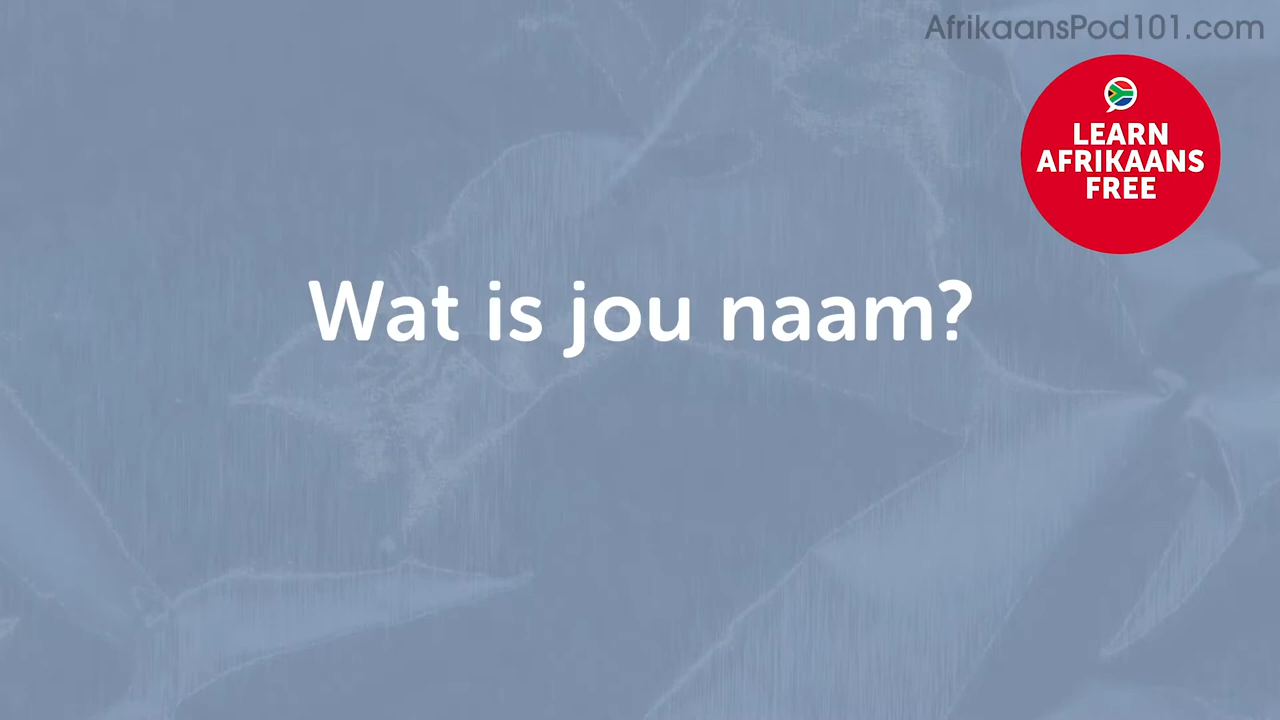 AfrikaansPod101.com
LEARN
AFRIKAANS
FREE
Wat is jou naam?